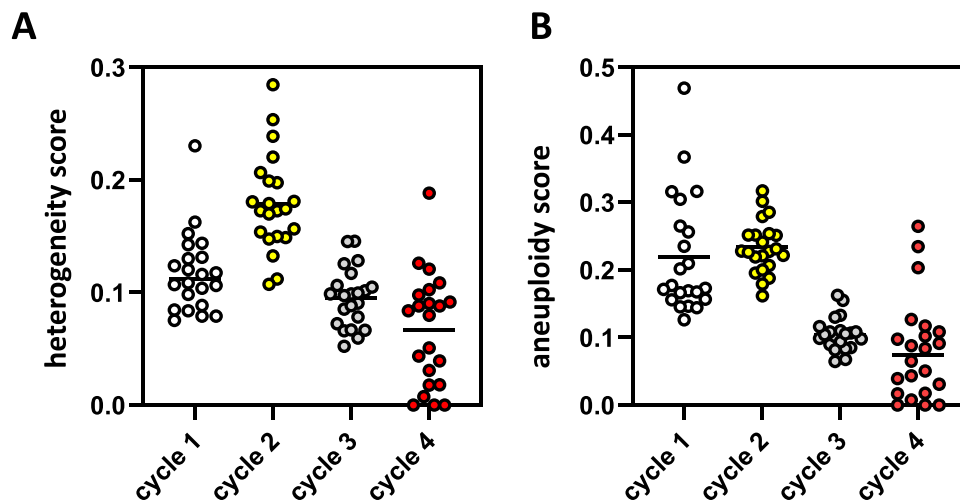 A
heterogeneity score
0.3
0.2
0.1
0.0
cycle 1
cycle 2
cycle 3
cycle 4
B
aneuploidy score
0.5
0.4
0.3
0.2
0.1
0.0
cycle 1
cycle 2
cycle 3
cycle 4